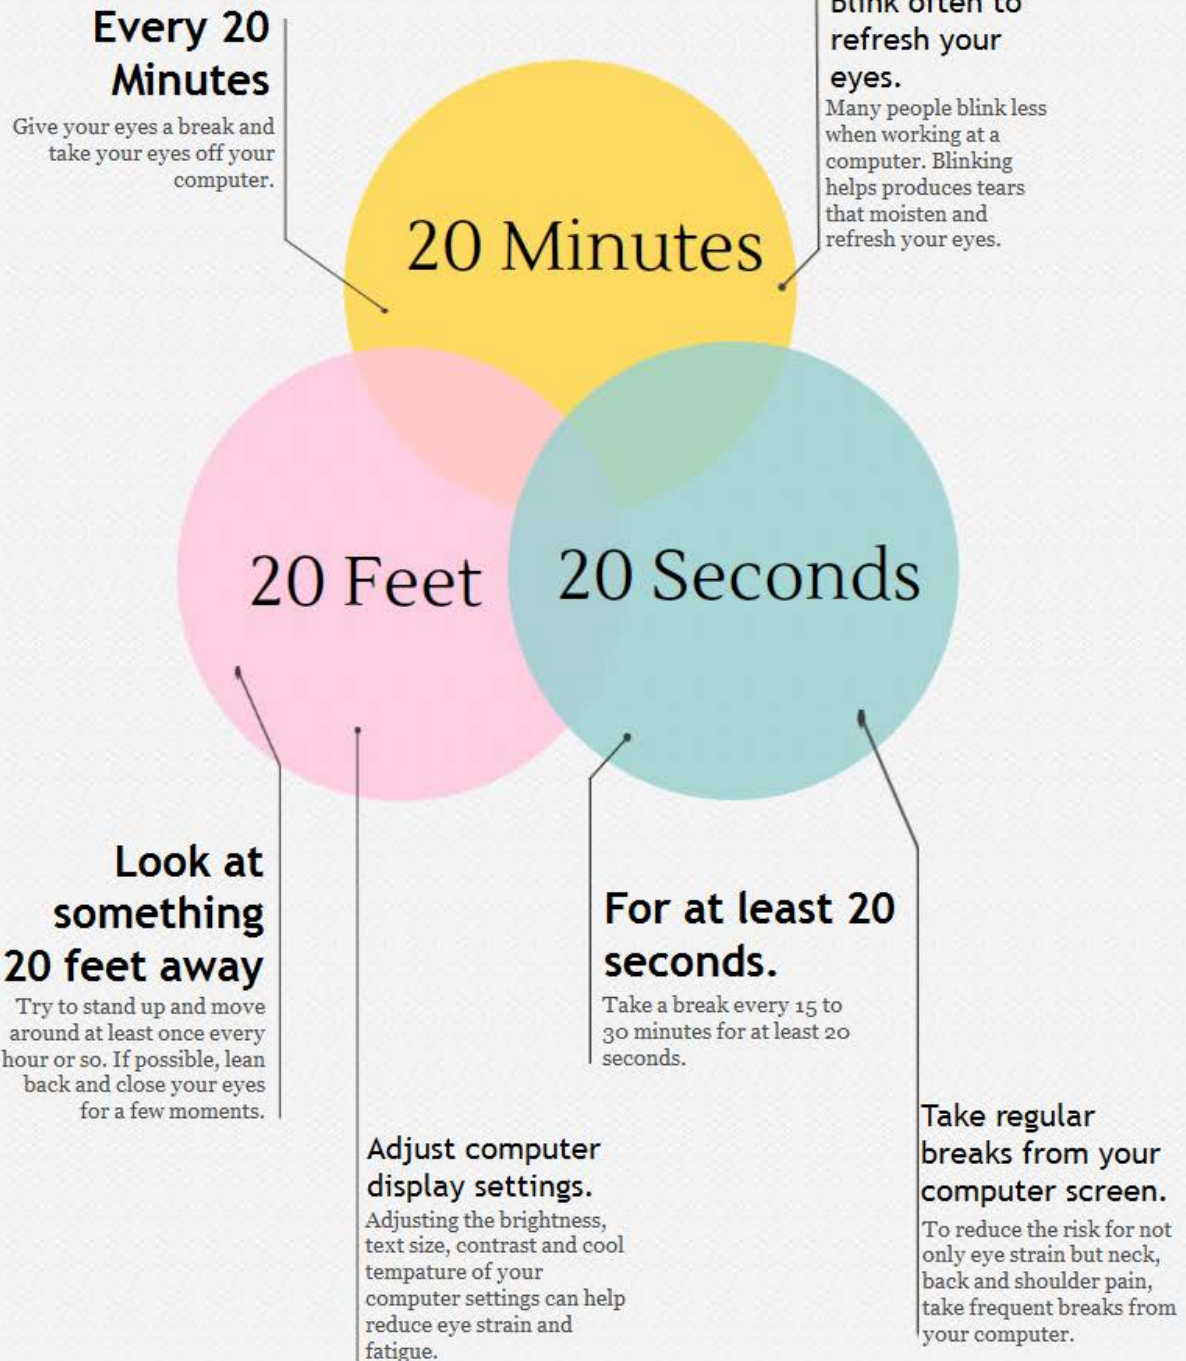 Every 20
Minutes
Give your eyes a break and
take your eyes off your
computer.
Blink often to
refresh your
eyes.
Many people blink less
when working at a
computer. Blinking
helps produces tears
that moisten and
refresh your eyes.
20 Minutes
20 Feet
20 Seconds
Look at
something
20 feet away
Try to stand up and move
around at least once every
hour or so. If possible, lean
back and close your eyes
for a few moments.
For at least 20
seconds.
Take a break every 15 to
30 minutes for at least 20
seconds.
Adjust computer
display settings.
Adjusting the brightness,
text size, contrast and cool
tempature of your
computer settings can help
reduce eye strain and
fatigue.
Take regular
breaks from your
computer screen.
To reduce the risk for not
only eye strain but neck,
back and shoulder pain,
take frequent breaks from
your computer.